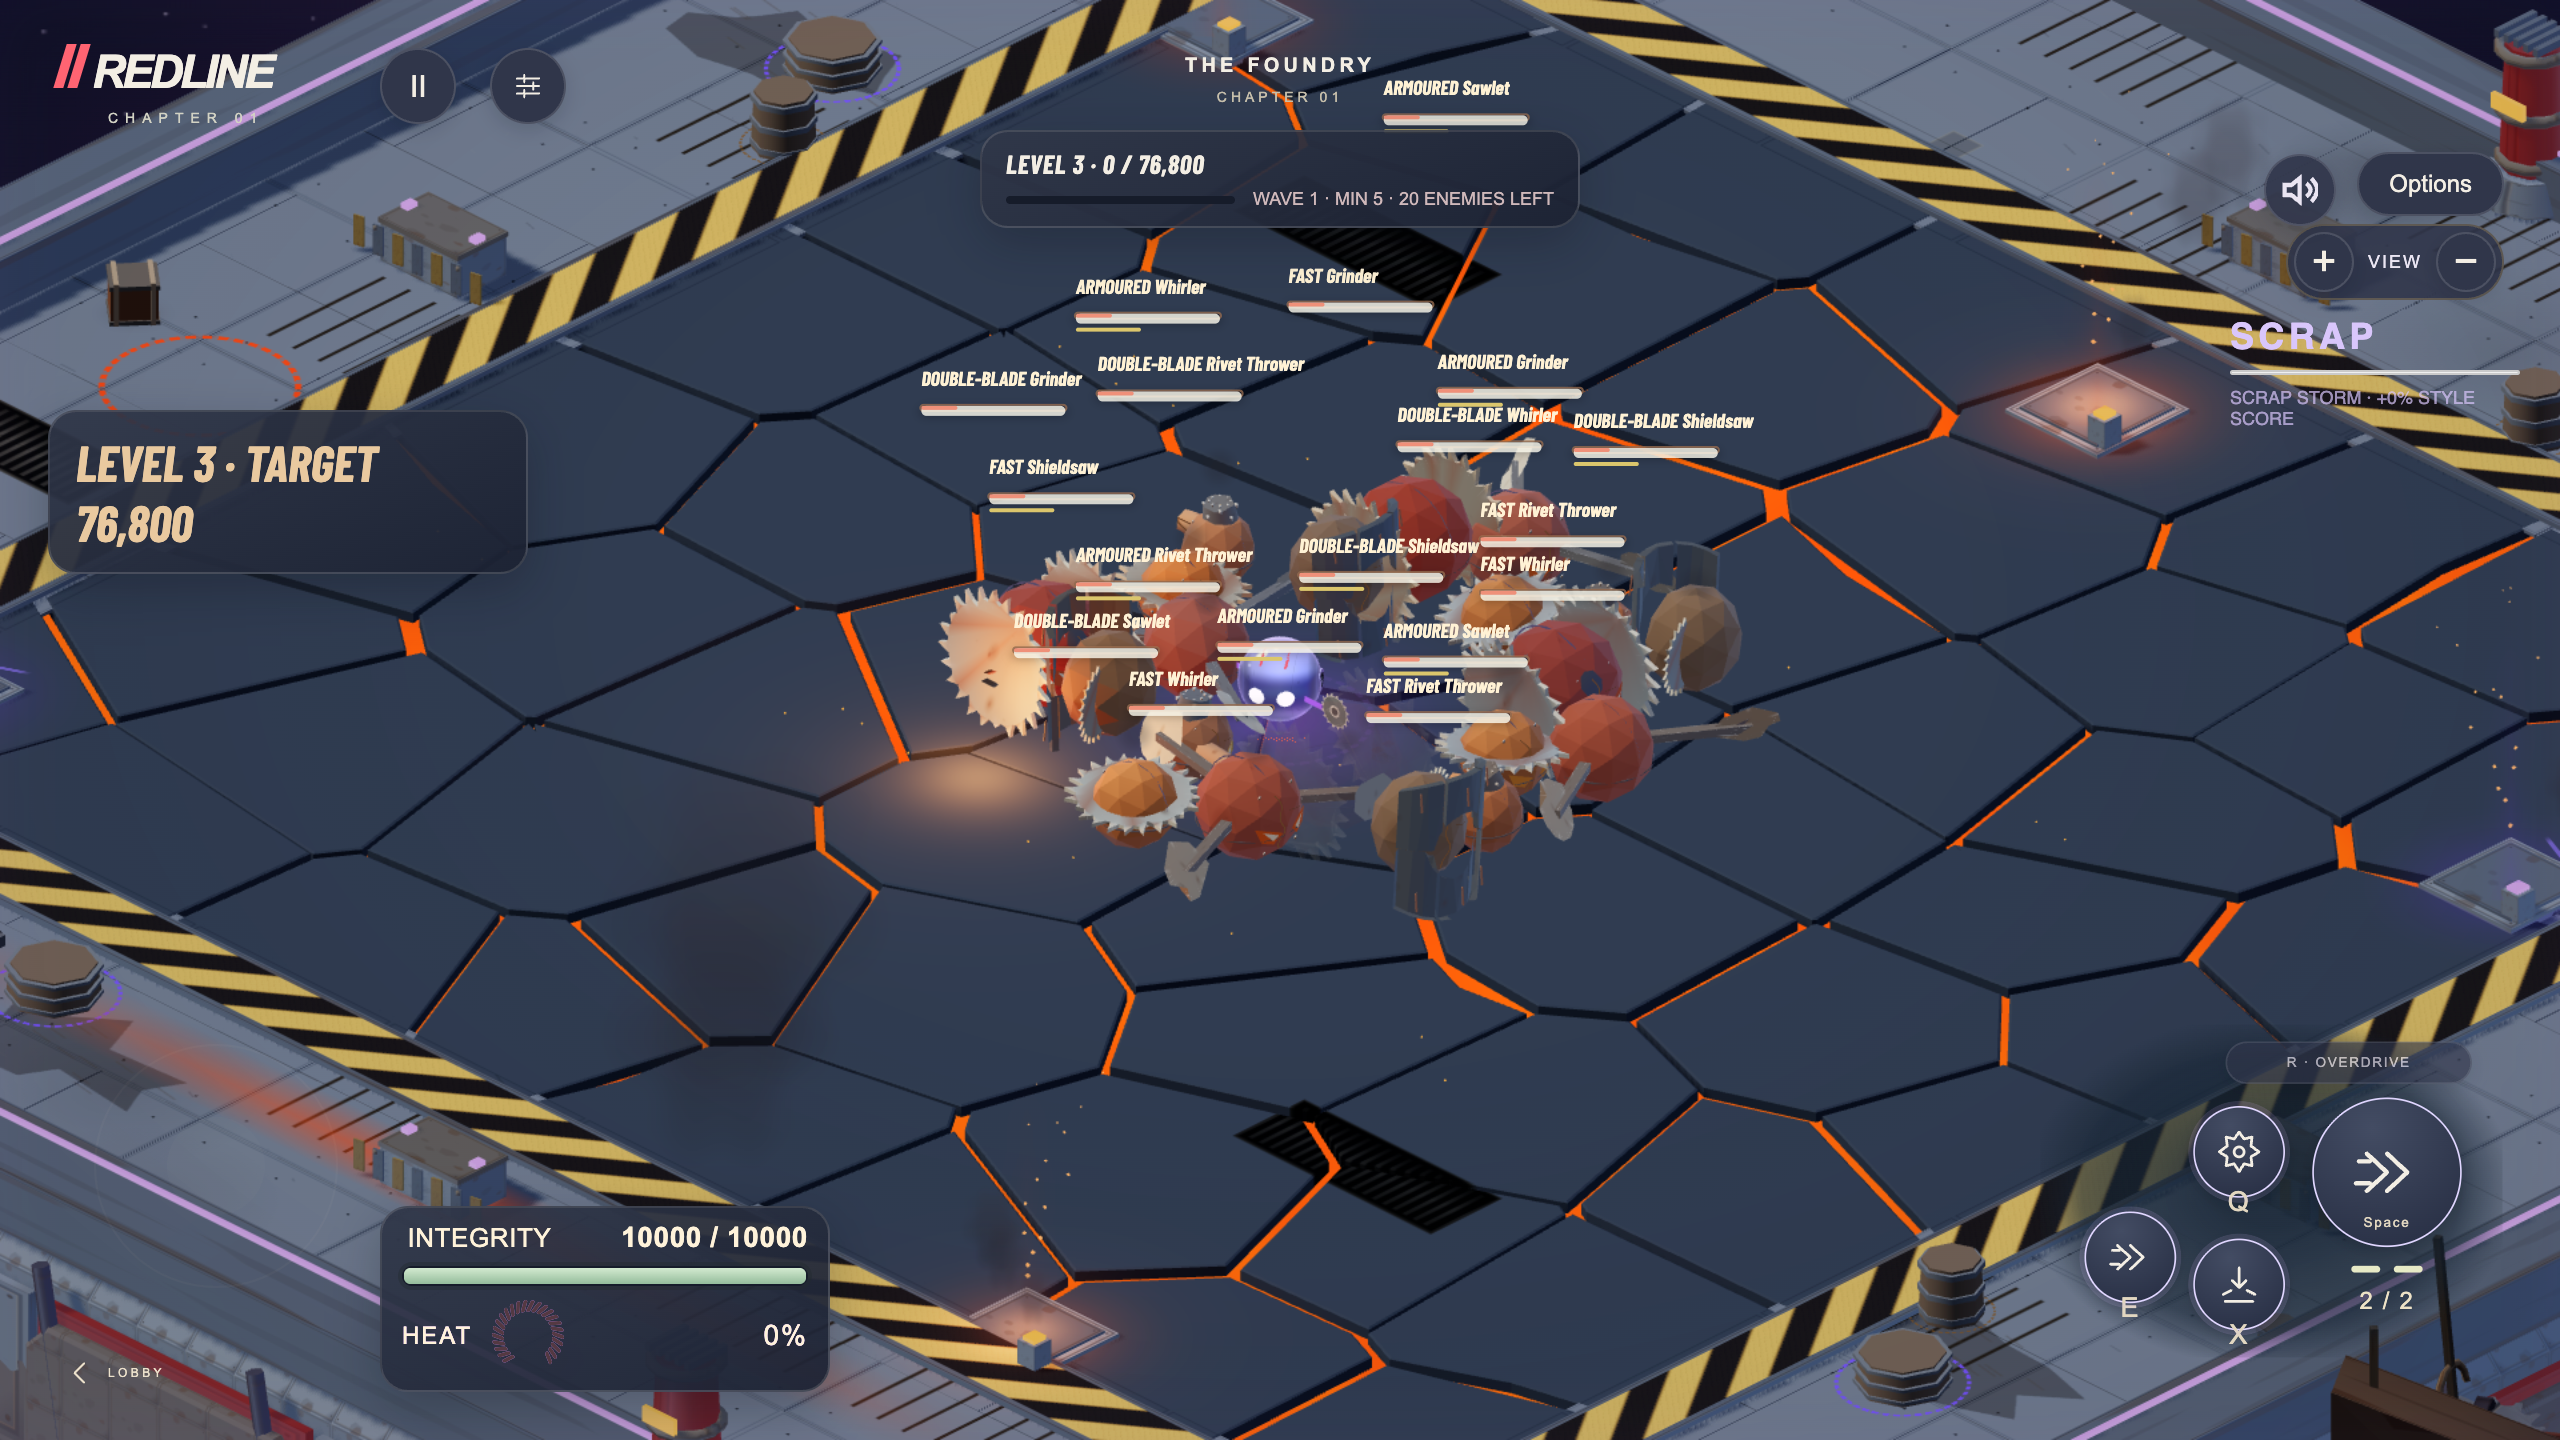 REDLINE
CHAPTER 01
THE FOUNDRY
CHAPTER 01
ARMOURED Sawlet
LEVEL 3 · 0 / 76,800
WAVE 1 · MIN 5 · 20 ENEMIES LEFT
Options
VIEW
SCRAP
SCRAP STORM · +0% STYLE
SCORE
LEVEL 3 · TARGET
76,800
ARMOURED Whirler
FAST Grinder
DOUBLE-BLADE Grinder
DOUBLE-BLADE Rivet Thrower
ARMOURED Grinder
DOUBLE-BLADE Whirler
DOUBLE-BLADE Shieldsaw
FAST Shieldsaw
FAST Rivet Thrower
ARMOURED Rivet Thrower
DOUBLE-BLADE Shieldsaw
FAST Whirler
DOUBLE-BLADE Sawlet
ARMOURED Grinder
ARMOURED Sawlet
FAST Whirler
FAST Rivet Thrower
R · OVERDRIVE
Q
Space
E
X
2 / 2
INTEGRITY 10000 / 10000
HEAT 0%
LOBBY